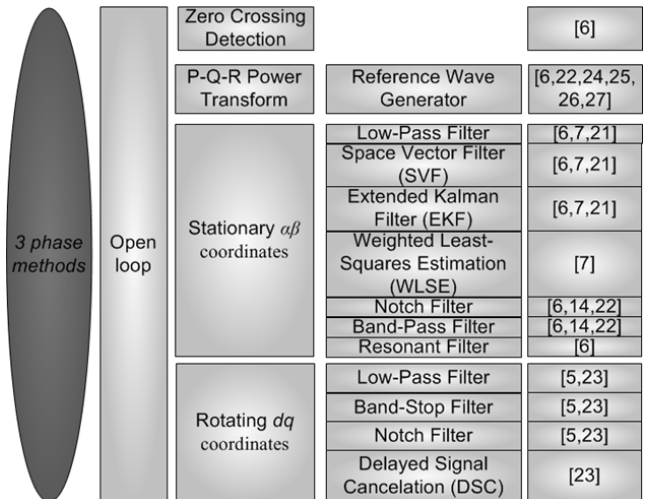 3 phase
methods
Open
loop
Zero Crossing
Detection
[6]
P-Q-R Power
Transform
Reference Wave
Generator
[6,22,24,25,
26,27]
Stationary αβ
coordinates
Low-Pass Filter
[6,7,21]
Space Vector Filter
(SVF)
[6,7,21]
Extended Kalman
Filter (EKF)
[6,7,21]
Weighted Least-
Squares Estimation
(WLSE)
[7]
Notch Filter
[6,14,22]
Band-Pass Filter
[6,14,22]
Resonant Filter
[6]
Rotating dq
coordinates
Low-Pass Filter
[5,23]
Band-Stop Filter
[5,23]
Notch Filter
[5,23]
Delayed Signal
Cancelation (DSC)
[23]